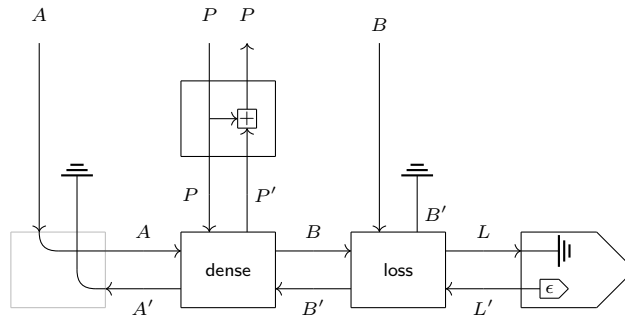 A P P B
+
P P′ B′
A B L
dense loss ϵ
A′ B′ L′